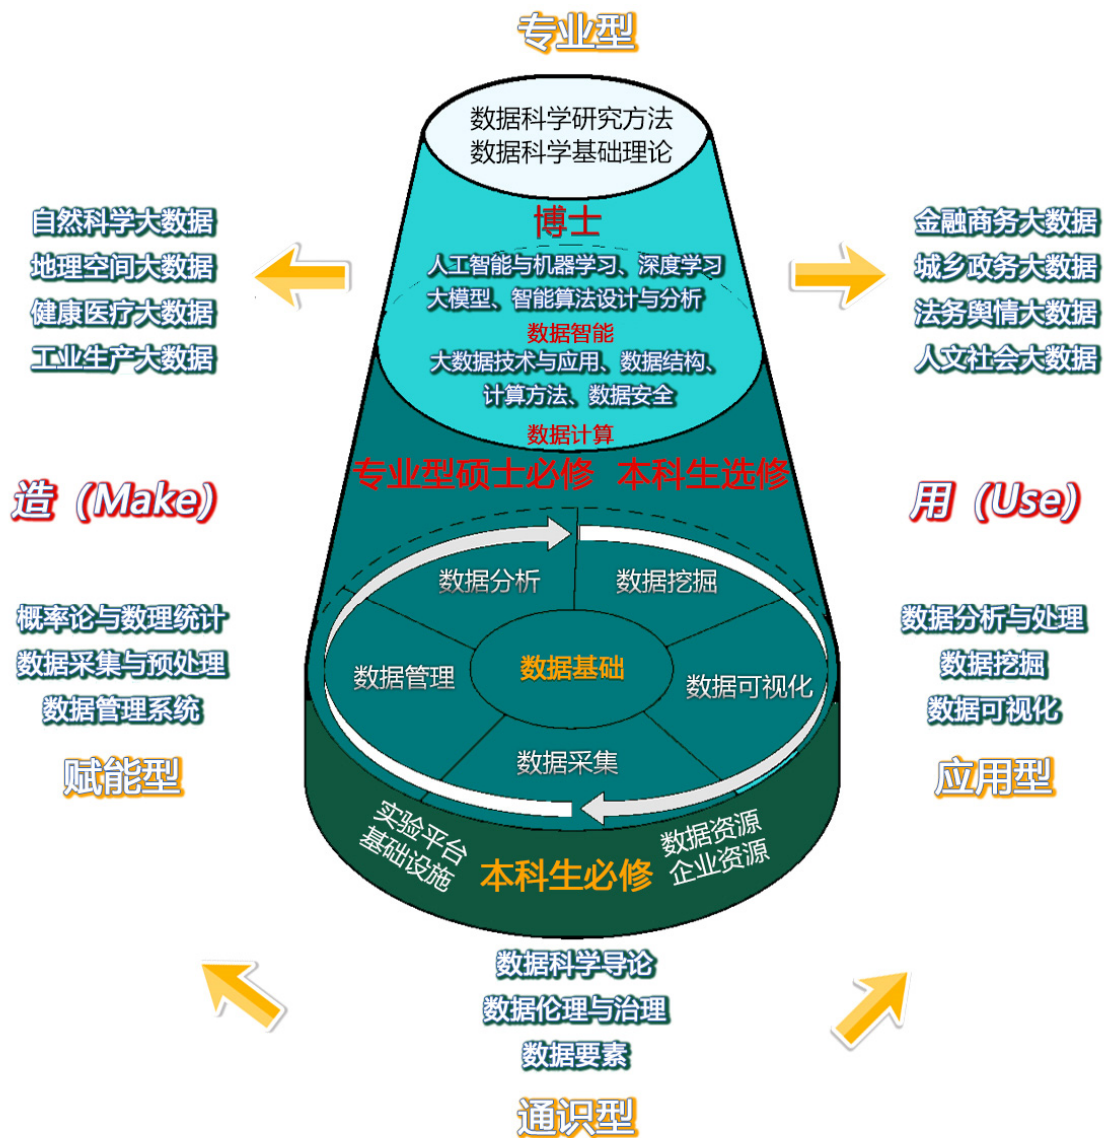 专业型
数据科学研究方法
数据科学基础理论
博士
人工智能与机器学习、深度学习
大模型、智能算法设计与分析
数据智能
大数据技术与应用、数据结构、
计算方法、数据安全
数据计算
专业型硕士必修 本科生选修
自然科学大数据
地理空间大数据
健康医疗大数据
工业生产大数据
金融商务大数据
城乡政务大数据
法务舆情大数据
人文社会大数据
造（Make）
用（Use）
数据分析
数据挖掘
数据管理
数据基础
数据可视化
数据采集
概率论与数理统计
数据采集与预处理
数据管理系统
赋能型
数据分析与处理
数据挖掘
数据可视化
应用型
实验平台
基础设施
本科生必修
数据资源
企业资源
数据科学导论
数据伦理与治理
数据要素
通识型